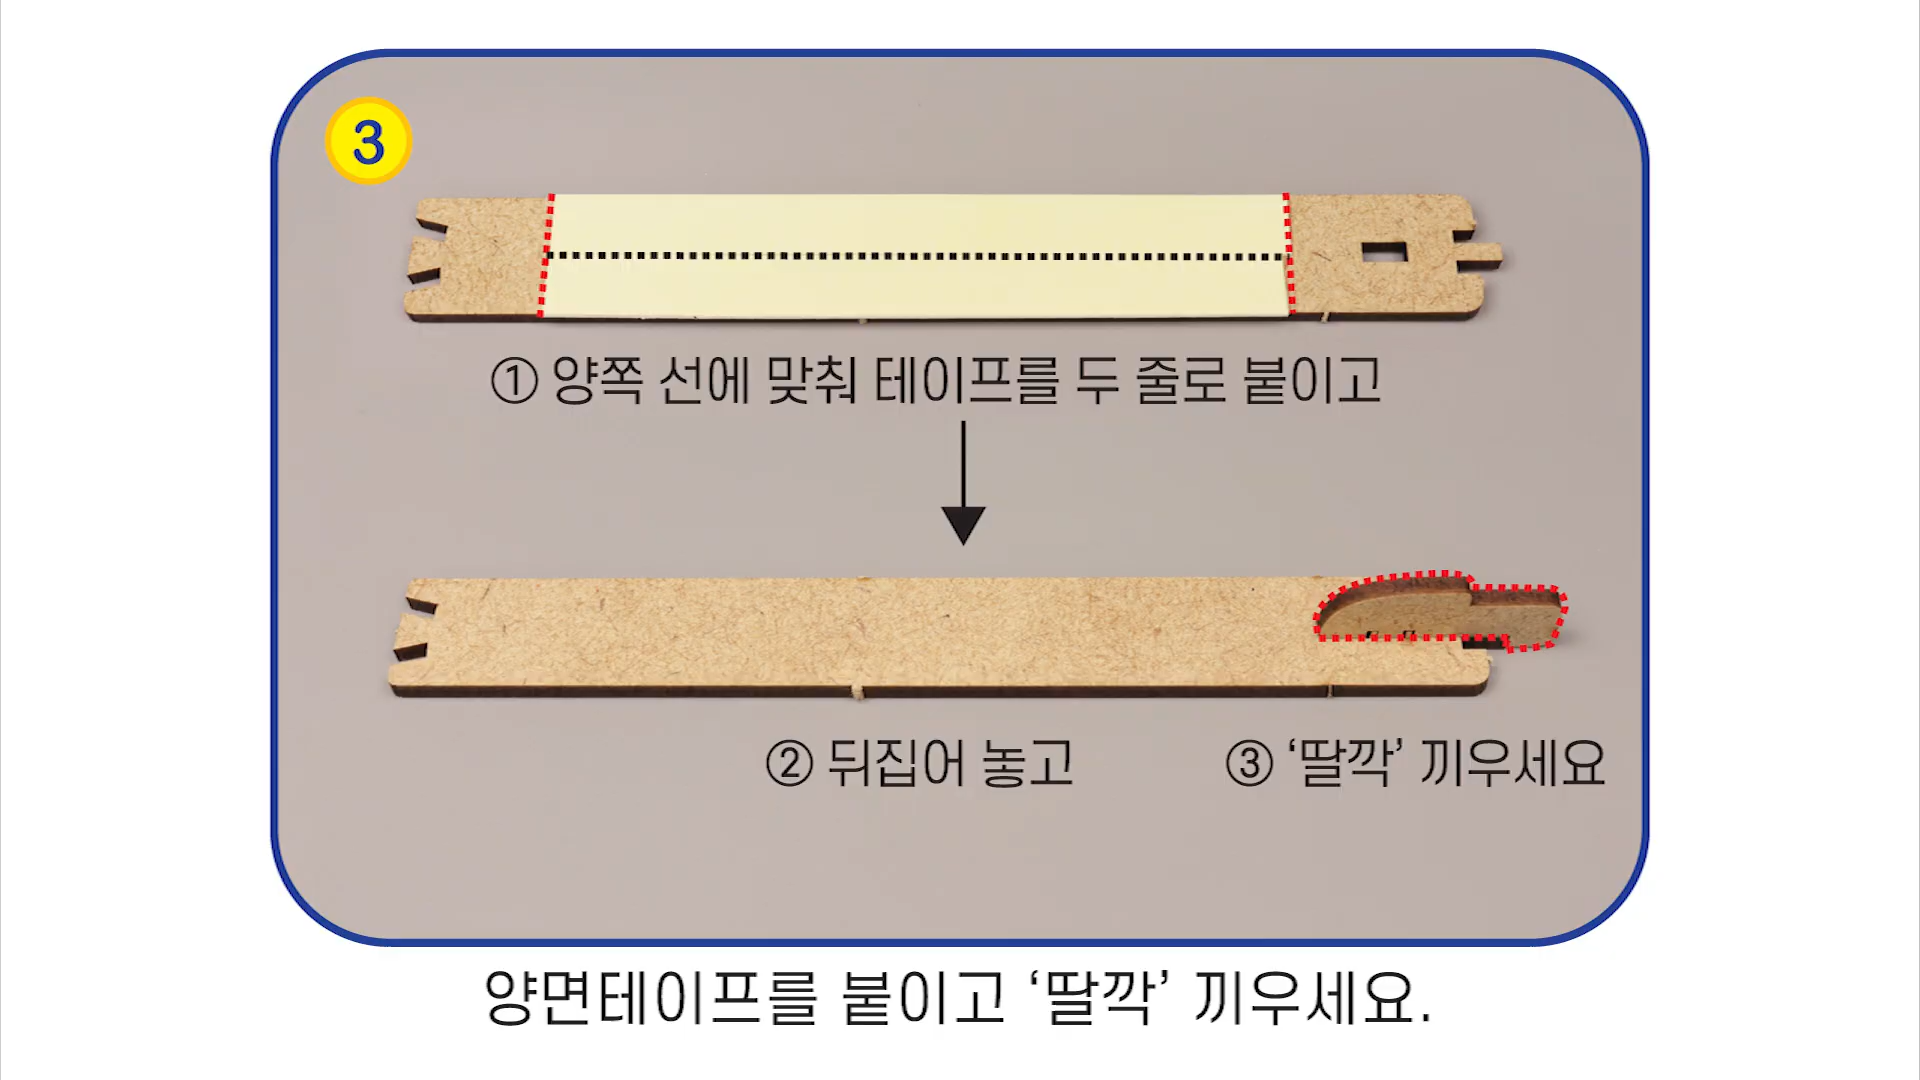 3
① 양쪽 선에 맞춰 테이프를 두 줄로 붙이고
② 뒤집어 놓고
③ ‘딸깍’ 끼우세요
양면테이프를 붙이고 ‘딸깍’ 끼우세요.